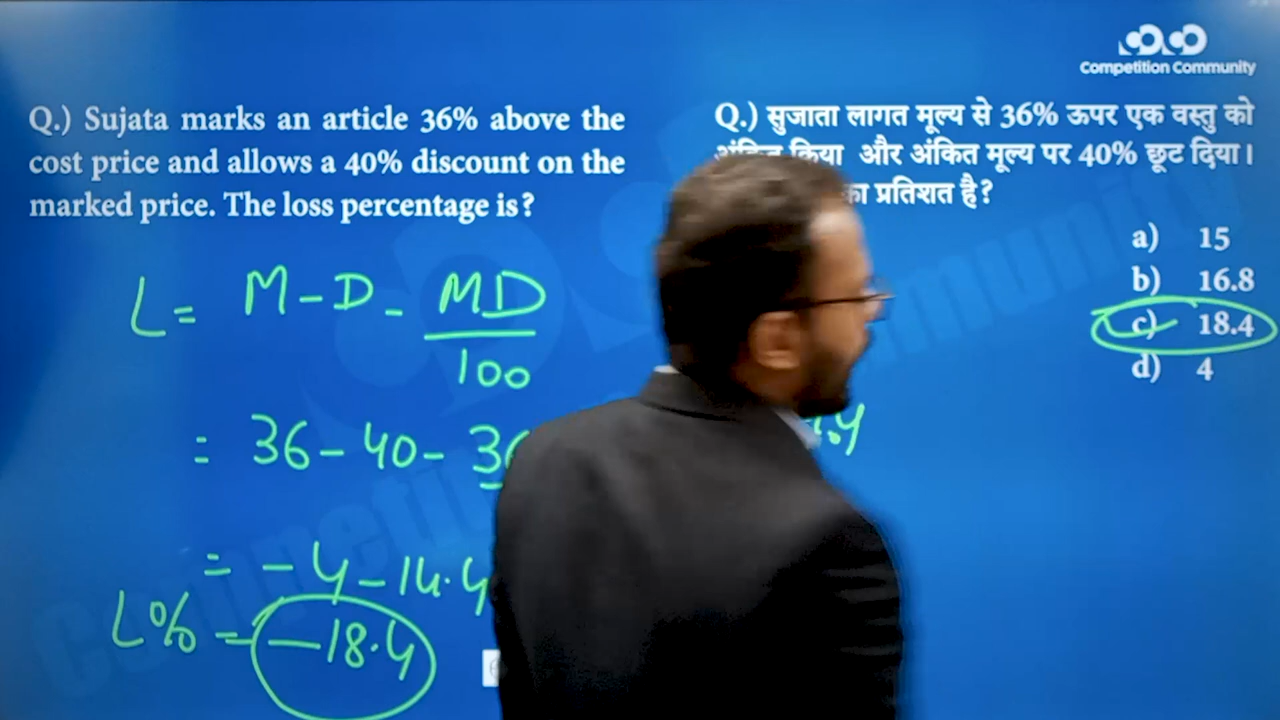 Competition Community
Q.) Sujata marks an article 36% above the
cost price and allows a 40% discount on the
marked price. The loss percentage is?
Q.) सुजाता लागत मूल्य से 36% ऊपर एक वस्तु को
अंकित किया और अंकित मूल्य पर 40% छूट दिया।
का प्रतिशत है?
a) 15
b) 16.8
c) 18.4
d) 4
L = M - D - MD
100
= 36 - 40 - 36
= - 4 - 14.4
L% = - 18.4